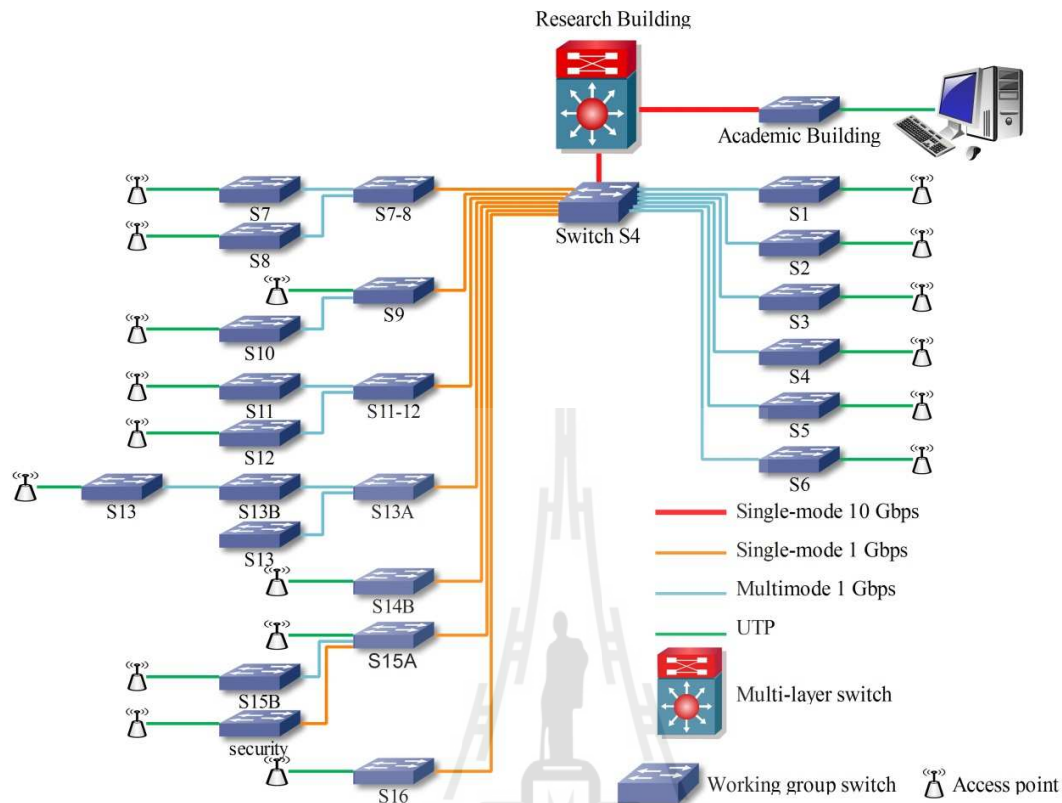 Research Building
Academic Building
Switch S4
S7
S7-8
S8
S9
S10
S11
S11-12
S12
S13
S13B
S13A
S13
S14B
S15A
S15B
security
S16
S1
S2
S3
S4
S5
S6
Single-mode 10 Gbps
Single-mode 1 Gbps
Multimode 1 Gbps
UTP
Multi-layer switch
Working group switch
Access point